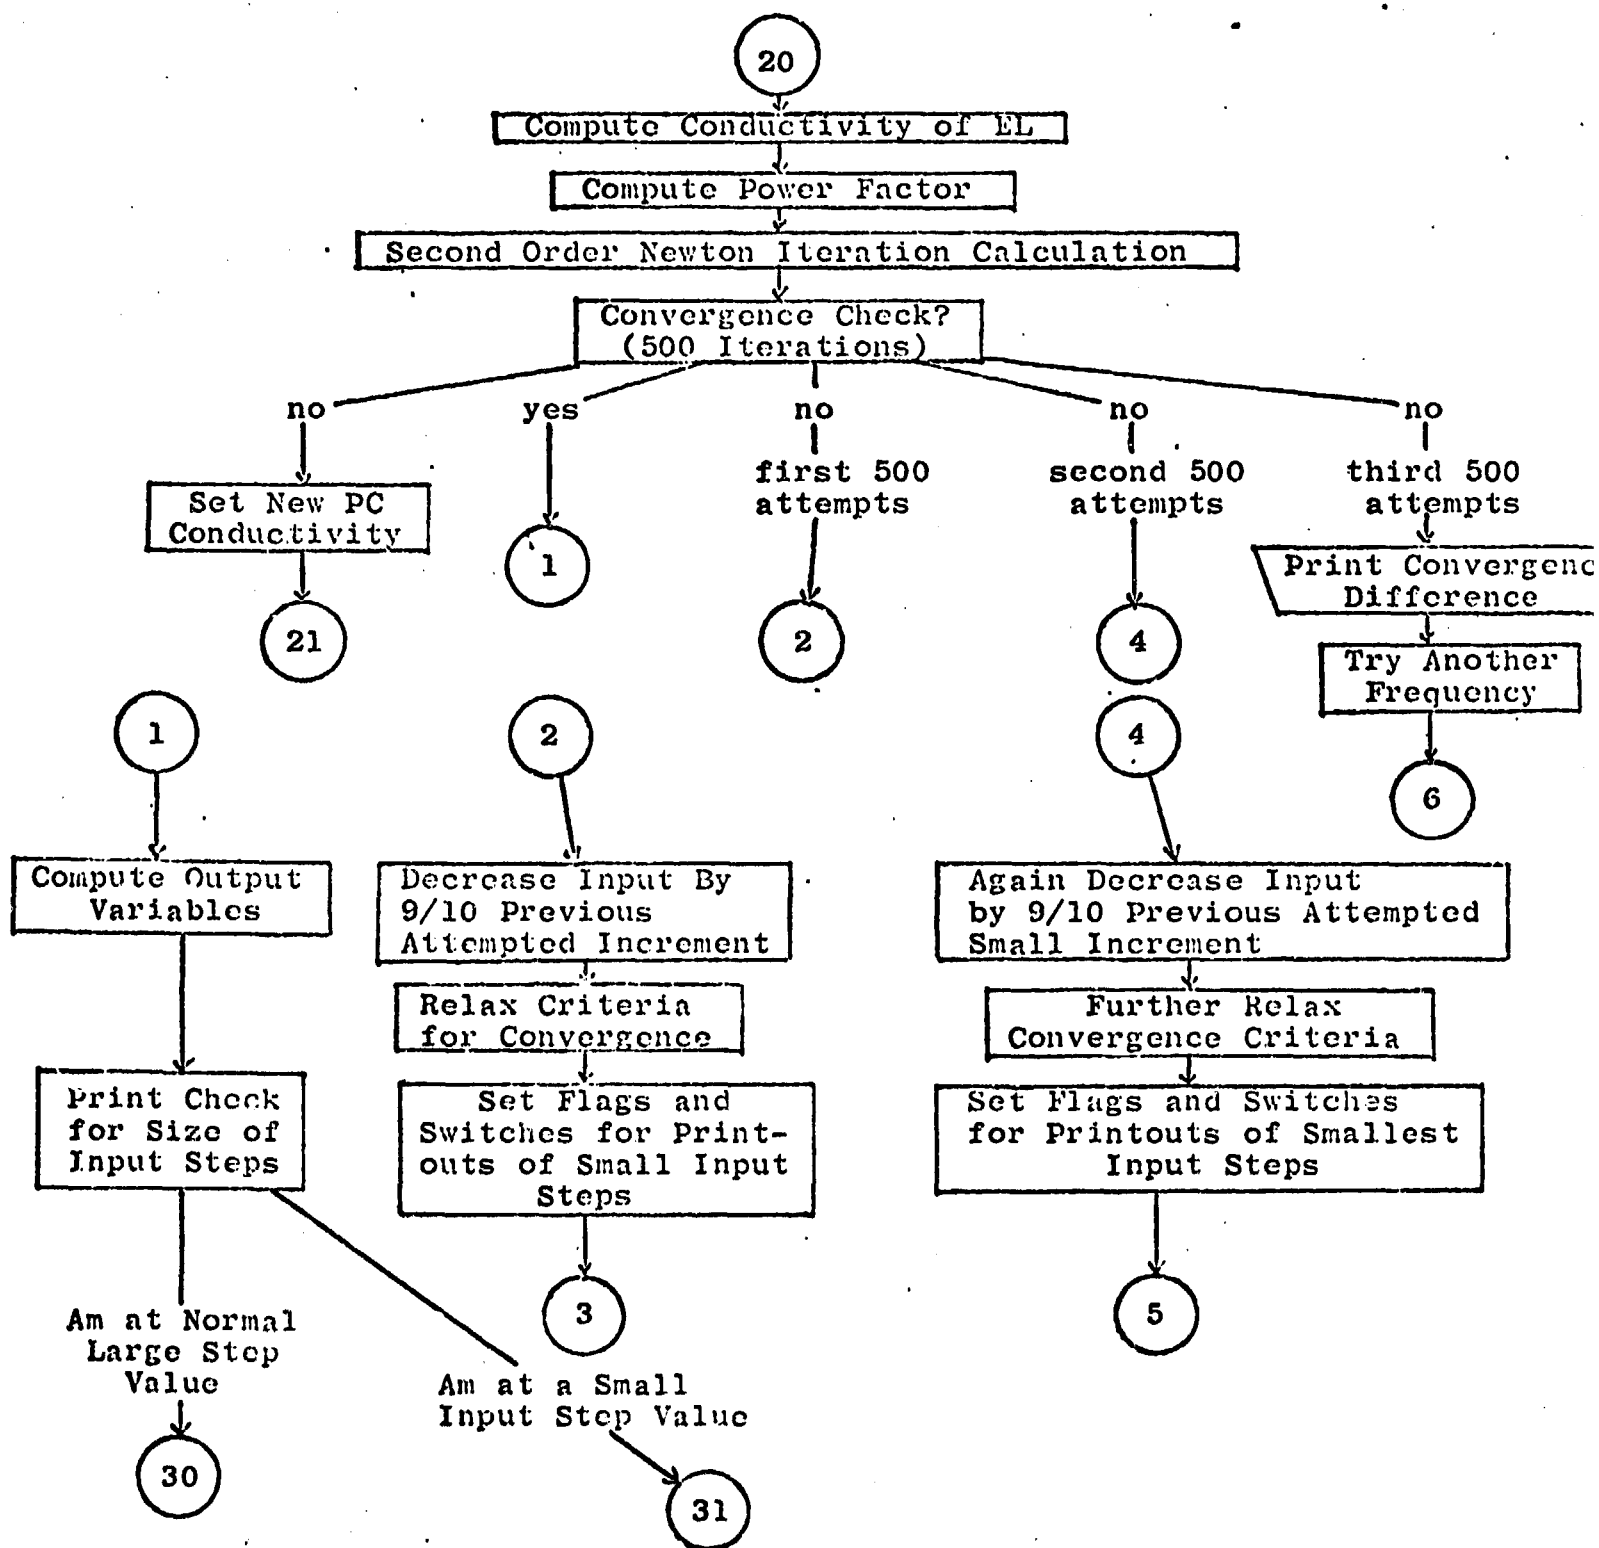 20
Compute Conductivity of EL
Compute Power Factor
Second Order Newton Iteration Calculation
Convergence Check?
(500 Iterations)
no
yes
no
no
no
first 500
attempts
second 500
attempts
third 500
attempts
Set New PC
Conductivity
1
Print Convergenc
Difference
21
2
4
Try Another
Frequency
1
2
4
6
Compute Output
Variables
Decrease Input By
9/10 Previous
Attempted Increment
Again Decrease Input
by 9/10 Previous Attempted
Small Increment
Relax Criteria
for Convergence
Further Relax
Convergence Criteria
Print Check
for Size of
Input Steps
Set Flags and
Switches for Print-
outs of Small Input
Steps
Set Flags and Switches
for Printouts of Smallest
Input Steps
3
5
Am at Normal
Large Step
Value
Am at a Small
Input Step Value
30
31